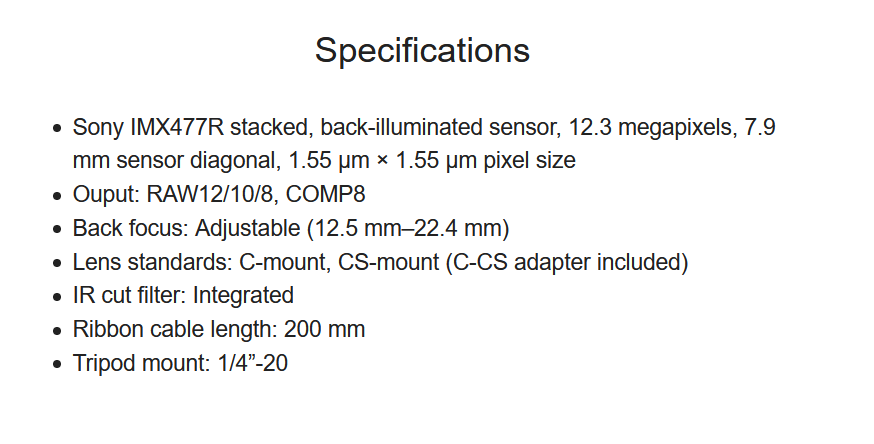 Specifications
• Sony IMX477R stacked, back-illuminated sensor, 12.3 megapixels, 7.9
mm sensor diagonal, 1.55 μm × 1.55 μm pixel size
• Ouput: RAW12/10/8, COMP8
• Back focus: Adjustable (12.5 mm–22.4 mm)
• Lens standards: C-mount, CS-mount (C-CS adapter included)
• IR cut filter: Integrated
• Ribbon cable length: 200 mm
• Tripod mount: 1/4”-20